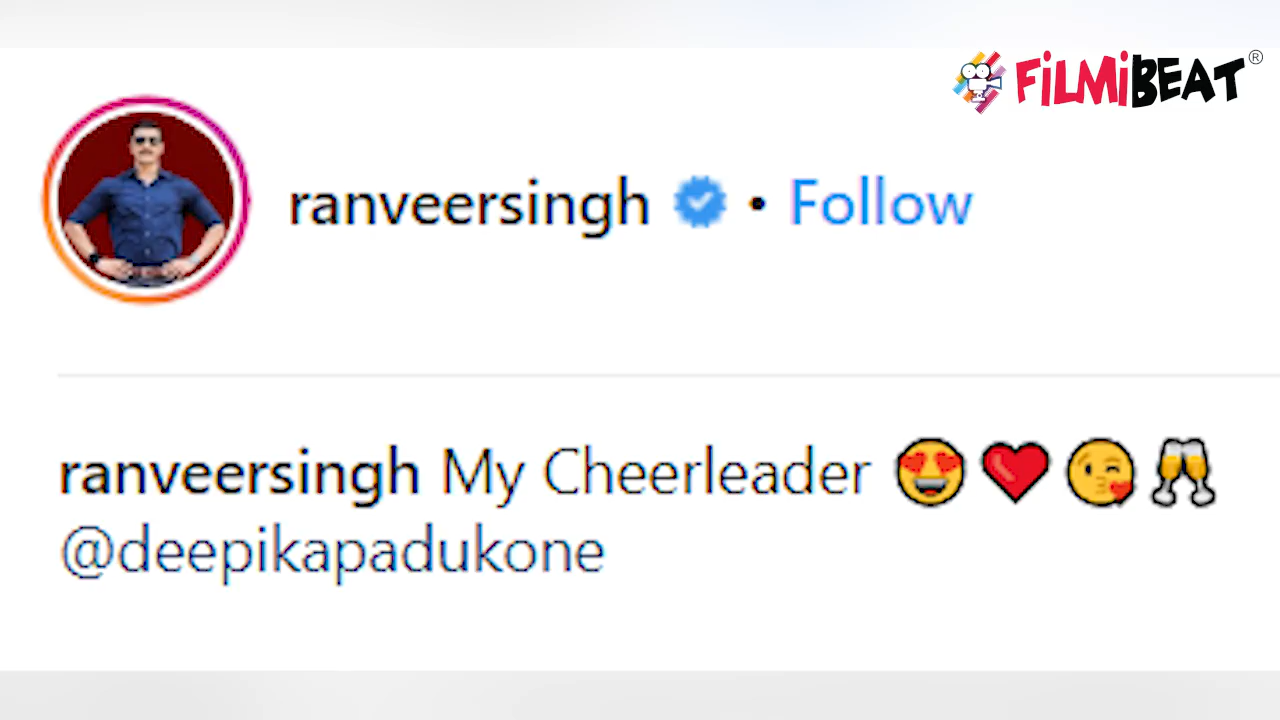 FiLMiBEAT®
ranveersingh • Follow
ranveersingh My Cheerleader 😍❤️😘🥂
@deepikapadukone